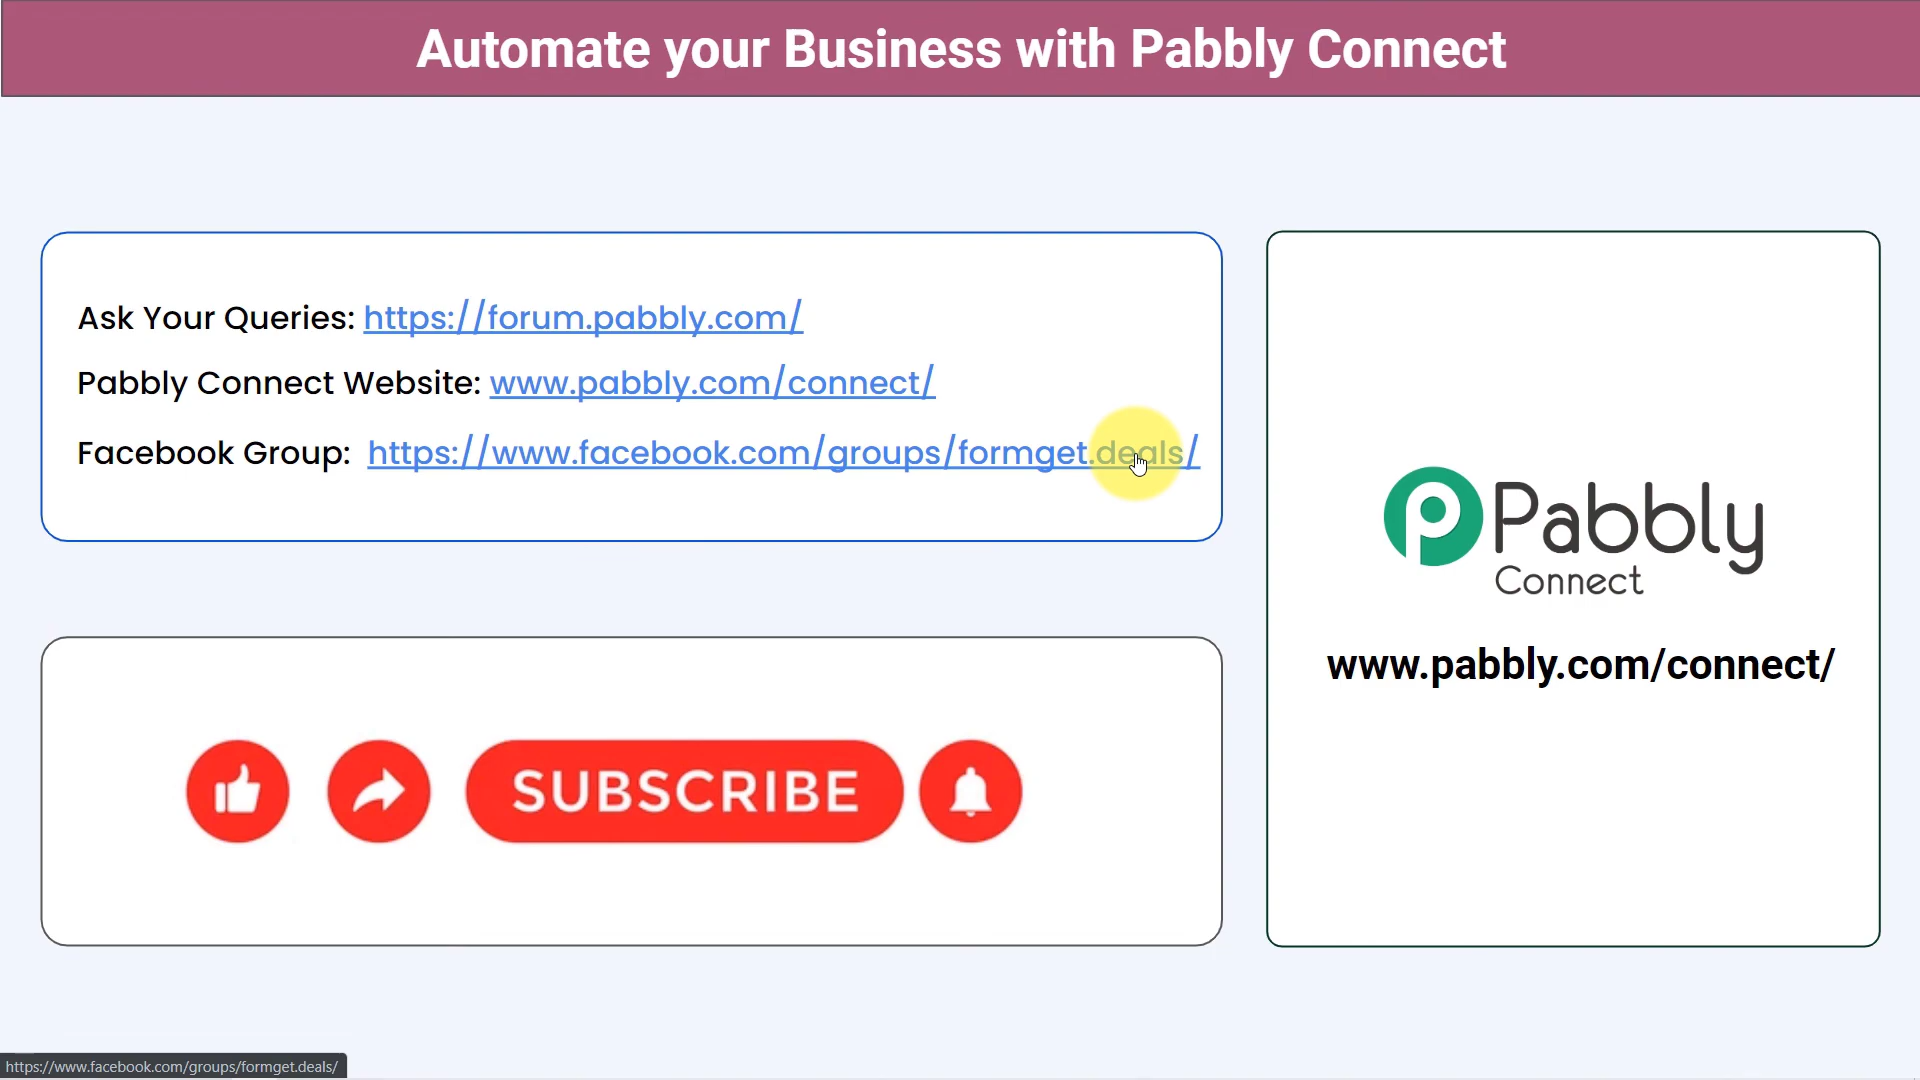 Automate your Business with Pabbly Connect
Ask Your Queries: https://forum.pabbly.com/
Pabbly Connect Website: www.pabbly.com/connect/
Facebook Group: https://www.facebook.com/groups/formget.deals/
SUBSCRIBE
Pabbly
Connect
www.pabbly.com/connect/
https://www.facebook.com/groups/formget.deals/